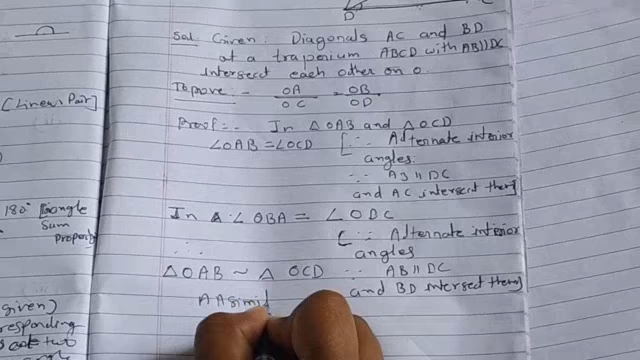 D
Sol Given: Diagonals AC and BD
of a trapezium ABCD with AB||DC
intersect each other on O.
To prove - OA/OC = OB/OD
Proof:- In △OAB and △OCD
∠OAB = ∠OCD [∵ Alternate interior
angles.
∵ AB || DC
and AC intersect them]
In ∠OBA = ∠ODC
[∵ Alternate interior
∴ angles
△OAB ~ △OCD ∵ AB||DC
and BD intersect them]
AA simi
[Linear Pair]
180°
Sum
given)
responding
two
angle